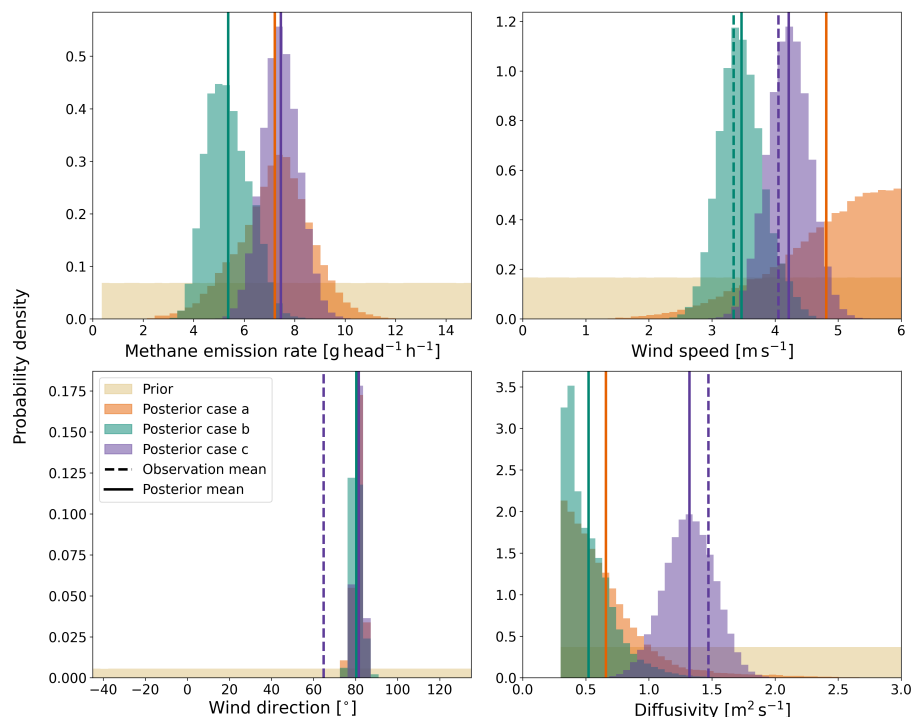 Probability density
0.5
0.4
0.3
0.2
0.1
0.0
0 2 4 6 8 10 12 14
Methane emission rate [g head⁻¹ h⁻¹]
1.2
1.0
0.8
0.6
0.4
0.2
0.0
0 1 2 3 4 5 6
Wind speed [m s⁻¹]
0.175
0.150
0.125
0.100
0.075
0.050
0.025
0.000
Prior
Posterior case a
Posterior case b
Posterior case c
Observation mean
Posterior mean
−40 −20 0 20 40 60 80 100 120
Wind direction [°]
3.5
3.0
2.5
2.0
1.5
1.0
0.5
0.0
0.0 0.5 1.0 1.5 2.0 2.5 3.0
Diffusivity [m² s⁻¹]